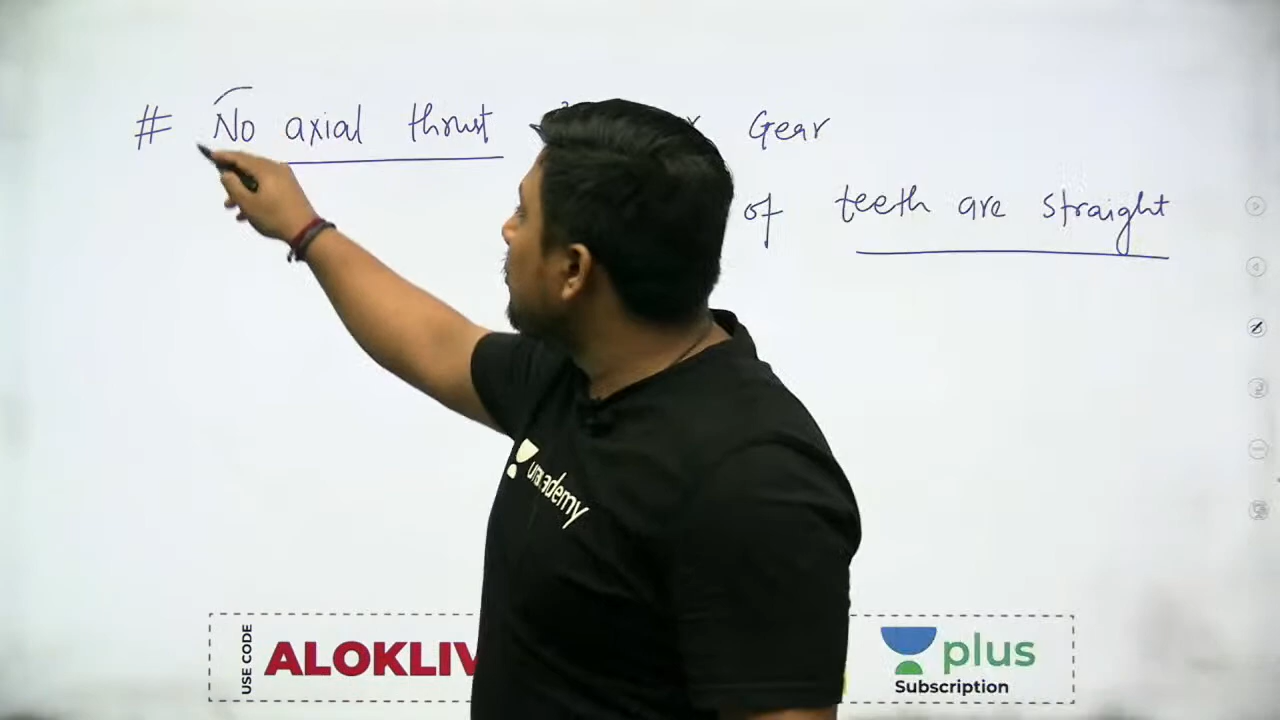 # No axial thrust Gear
of teeth are straight
unacademy
USE CODE
ALOKLIV
plus
Subscription